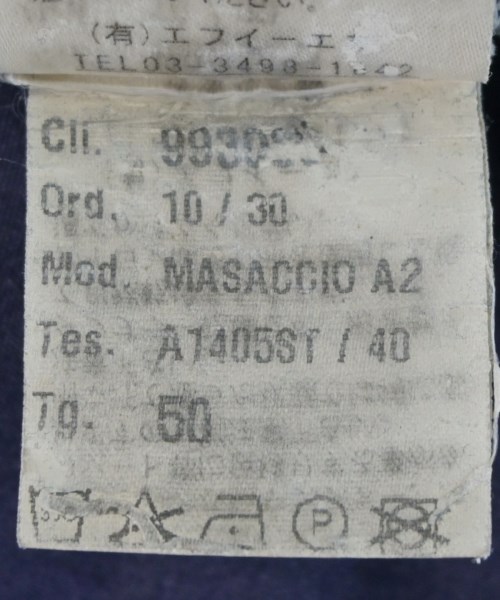 (有)エフイーエ
TEL03-3498-1642
Cli.
Ord. 10 / 30
Mod. MASACCIO A2
Tes. A1405ST / 40
Tg. 50
P